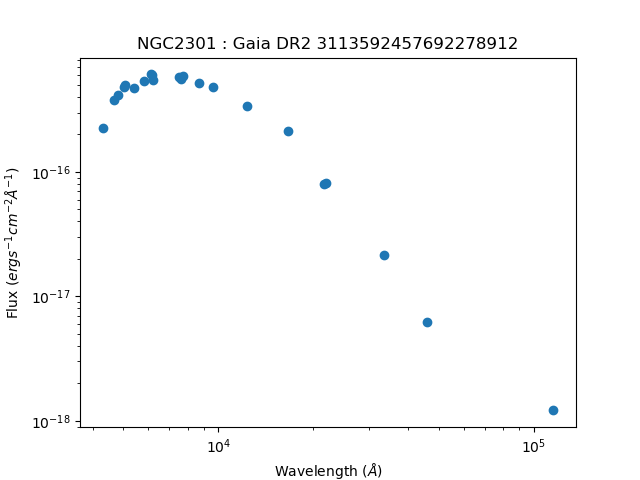 NGC2301 : Gaia DR2 3113592457692278912
Flux (ergs⁻¹cm⁻²Å⁻¹)
10⁻¹⁶
10⁻¹⁷
10⁻¹⁸
10⁴ 10⁵
Wavelength (Å)